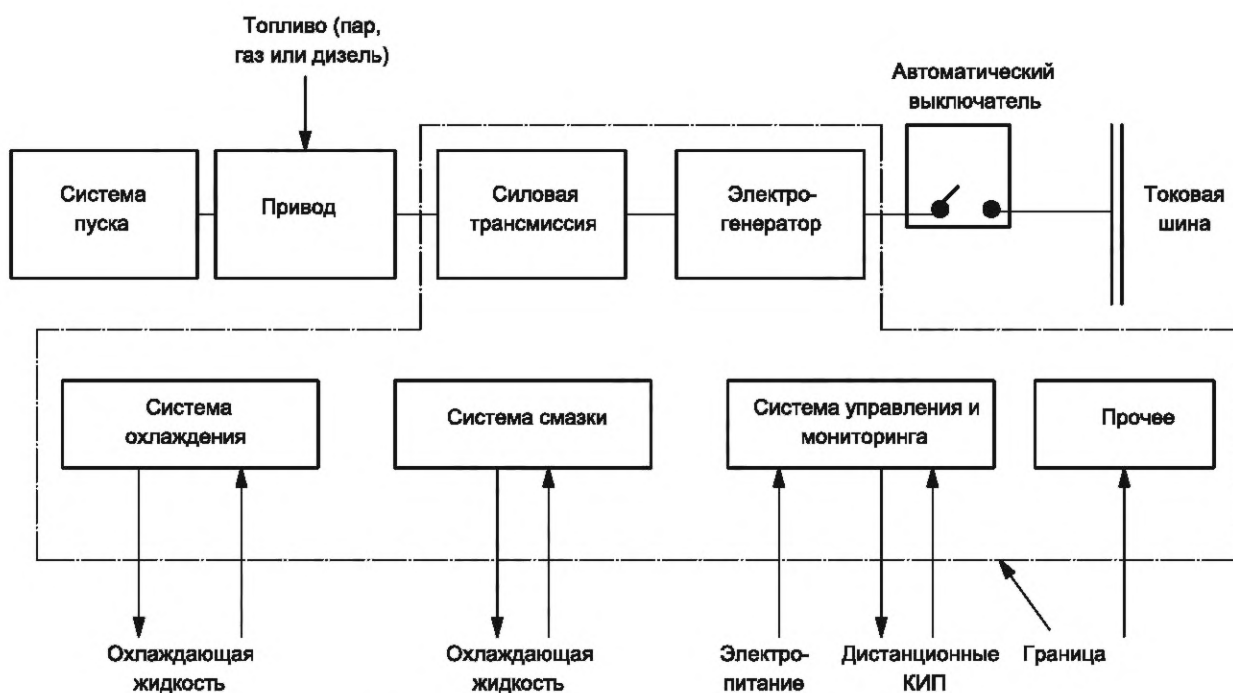 Топливо (пар,
газ или дизель)
Автоматический
выключатель
Система
пуска
Привод
Силовая
трансмиссия
Электро-
генератор
Токовая
шина
Система
охлаждения
Система смазки
Система управления и
мониторинга
Прочее
Охлаждающая
жидкость
Охлаждающая
жидкость
Электро-
питание
Дистанционные
КИП
Граница